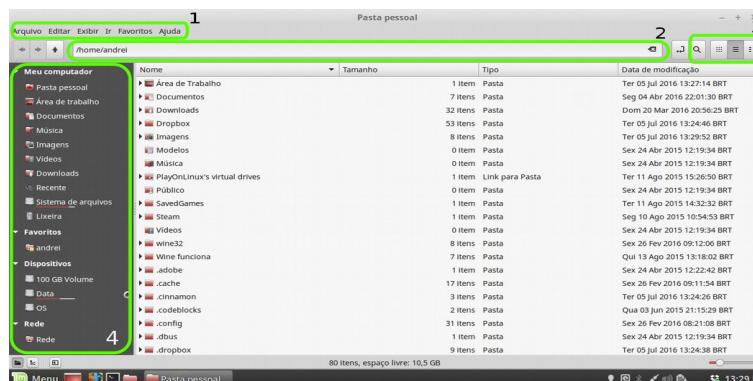 1
Pasta pessoal
Arquivo Editar Exibir Ir Favoritos Ajuda
2
/home/andrei
Meu computador
Pasta pessoal
Área de trabalho
Documentos
Música
Imagens
Vídeos
Downloads
Recente
Sistema de arquivos
Lixeira
Favoritos
andrei
Dispositivos
100 GB Volume
Data
OS
Rede
Rede
4
Nome Tamanho Tipo Data de modificação
Área de Trabalho 1 item Pasta Ter 05 Jul 2016 13:27:14 BRT
Documentos 7 itens Pasta Seg 04 Abr 2016 22:01:30 BRT
Downloads 32 itens Pasta Dom 20 Mar 2016 20:56:25 BRT
Dropbox 53 itens Pasta Ter 05 Jul 2016 13:24:46 BRT
Imagens 8 itens Pasta Ter 05 Jul 2016 13:29:52 BRT
Modelos 0 item Pasta Sex 24 Abr 2015 12:19:34 BRT
Música 0 item Pasta Sex 24 Abr 2015 12:19:34 BRT
PlayOnLinux's virtual drives 1 item Link para Pasta Ter 11 Ago 2015 15:26:50 BRT
Público 0 item Pasta Sex 24 Abr 2015 12:19:34 BRT
SavedGames 1 item Pasta Ter 11 Ago 2015 14:32:32 BRT
Steam 1 item Pasta Seg 10 Ago 2015 10:54:53 BRT
Vídeos 0 item Pasta Sex 24 Abr 2015 12:19:34 BRT
wine32 8 itens Pasta Sex 26 Fev 2016 09:12:06 BRT
Wine funciona 7 itens Pasta Qui 13 Ago 2015 13:18:02 BRT
.adobe 1 item Pasta Sex 24 Abr 2015 12:22:42 BRT
.cache 17 itens Pasta Sex 26 Fev 2016 09:11:54 BRT
.cinnamon 3 itens Pasta Ter 05 Jul 2016 13:24:26 BRT
.codeblocks 2 itens Pasta Qua 03 Jun 2015 21:15:29 BRT
.config 31 itens Pasta Sex 26 Fev 2016 08:21:08 BRT
.dbus 1 item Pasta Sex 24 Abr 2015 12:19:34 BRT
.dropbox 9 itens Pasta Ter 05 Jul 2016 13:24:38 BRT
80 itens, espaço livre: 10,5 GB
Menu Pasta pessoal 13:29